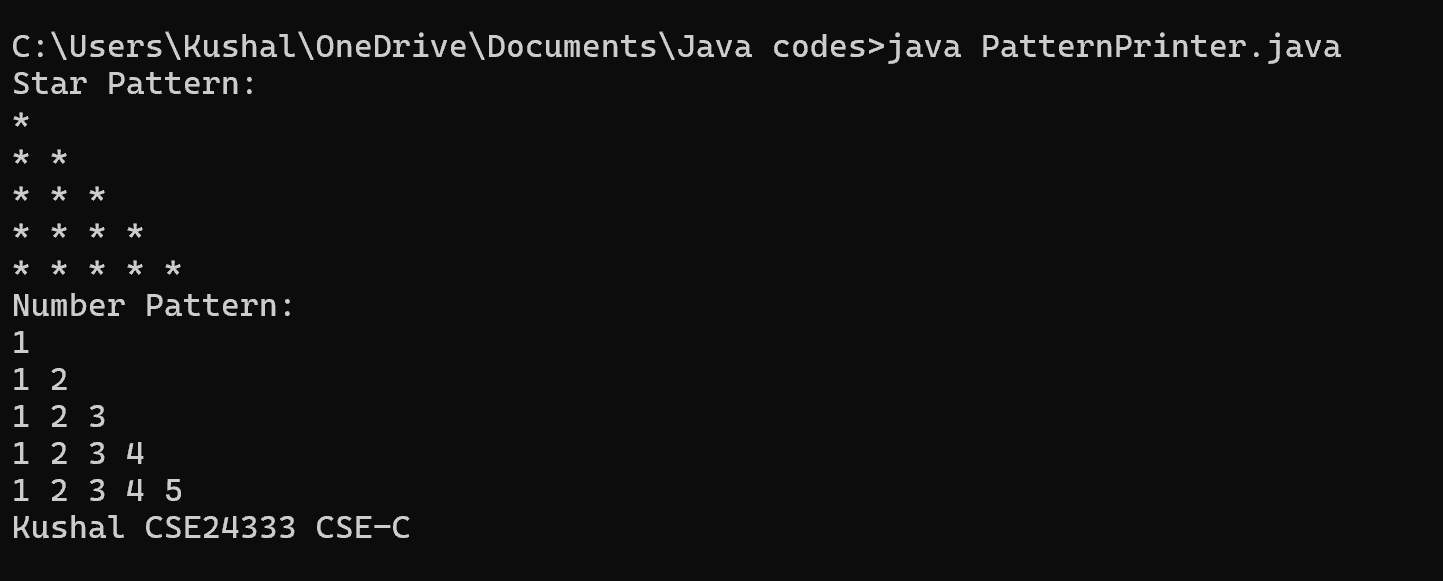 C:\Users\Kushal\OneDrive\Documents\Java codes>java PatternPrinter.java
Star Pattern:
*
* *
* * *
* * * *
* * * * *
Number Pattern:
1
1 2
1 2 3
1 2 3 4
1 2 3 4 5
Kushal CSE24333 CSE-C